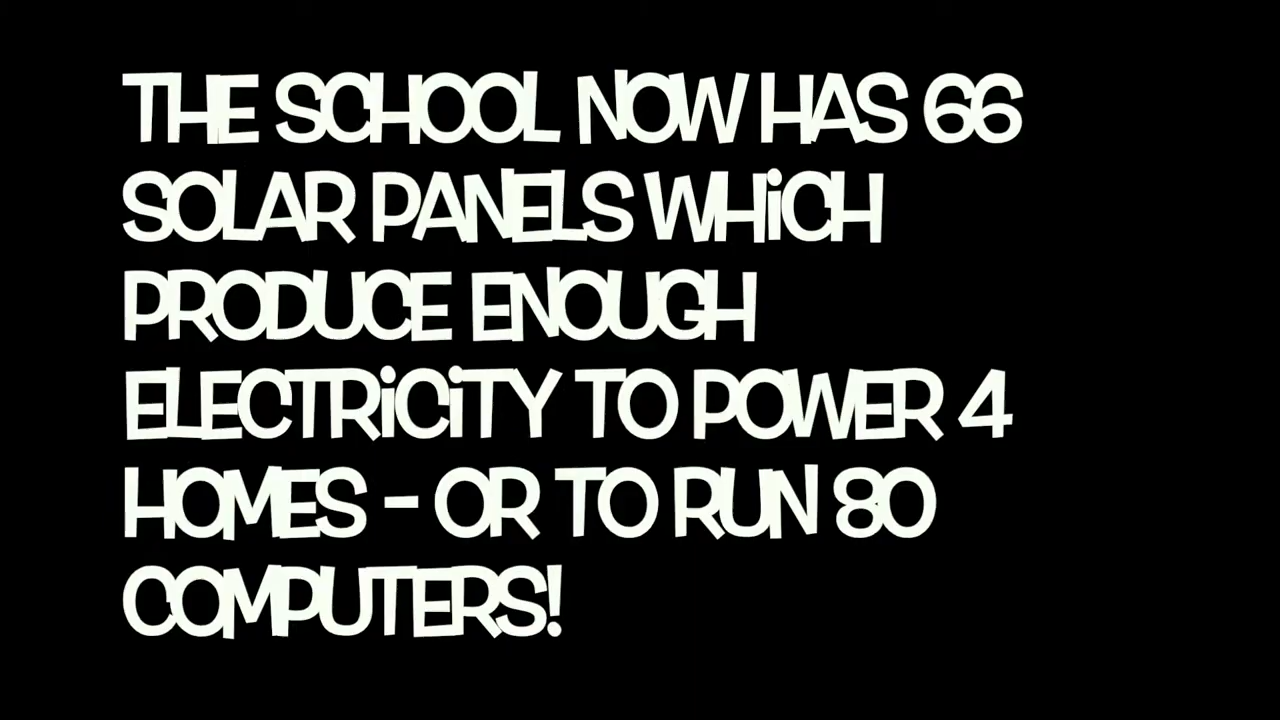 THE SCHOOL NOW HAS 66
SOLAR PANELS WHiCH
PRODUCE ENOUGH
ELECTRiCiTY TO POWER 4
HOMES - OR TO RUN 80
COMPUTERS!